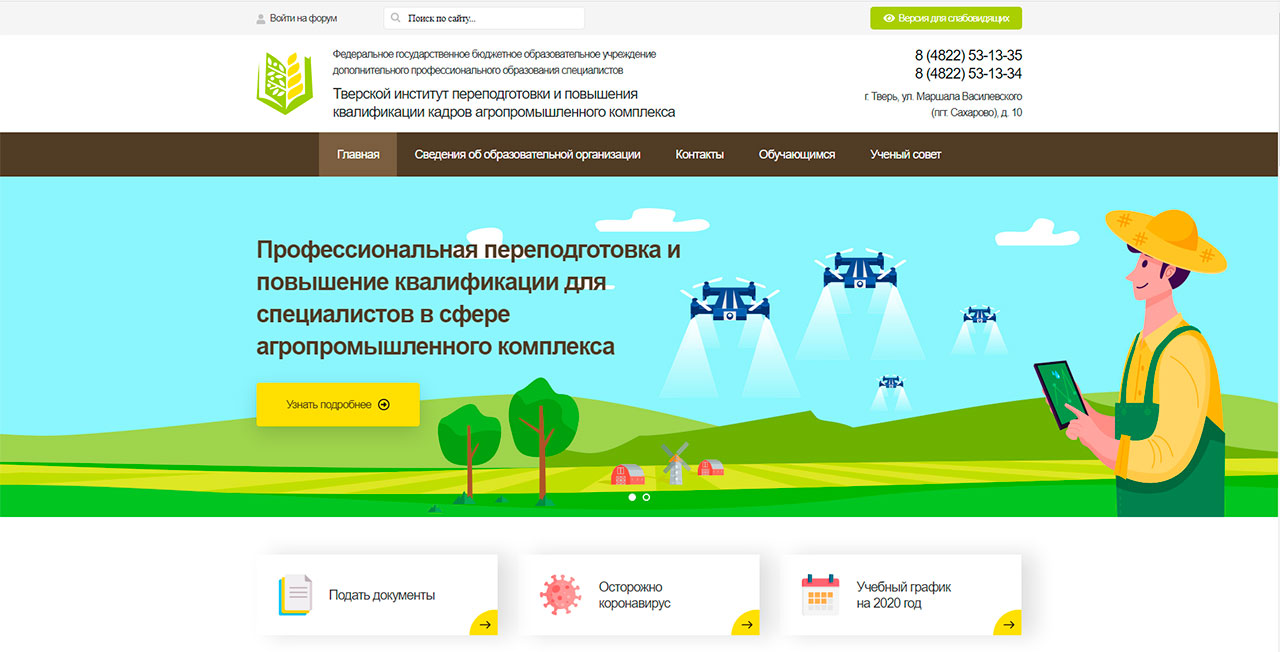 Войти на форум
Поиск по сайту...
Версия для слабовидящих
Федеральное государственное бюджетное образовательное учреждение
дополнительного профессионального образования специалистов
Тверской институт переподготовки и повышения
квалификации кадров агропромышленного комплекса
8 (4822) 53-13-35
8 (4822) 53-13-34
г. Тверь, ул. Маршала Василевского
(пгт. Сахарово), д. 10
Главная
Сведения об образовательной организации
Контакты
Обучающимся
Ученый совет
Профессиональная переподготовка и
повышение квалификации для
специалистов в сфере
агропромышленного комплекса
Узнать подробнее
Подать документы
Осторожно
коронавирус
Учебный график
на 2020 год